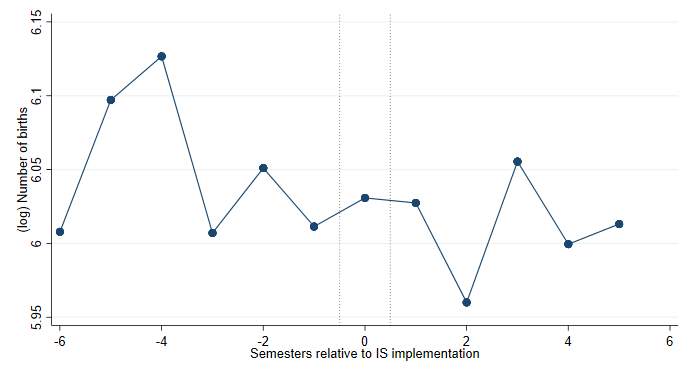 6.15
6.1
6.05
6
5.95
(log) Number of births
-6 -4 -2 0 2 4 6
Semesters relative to IS implementation